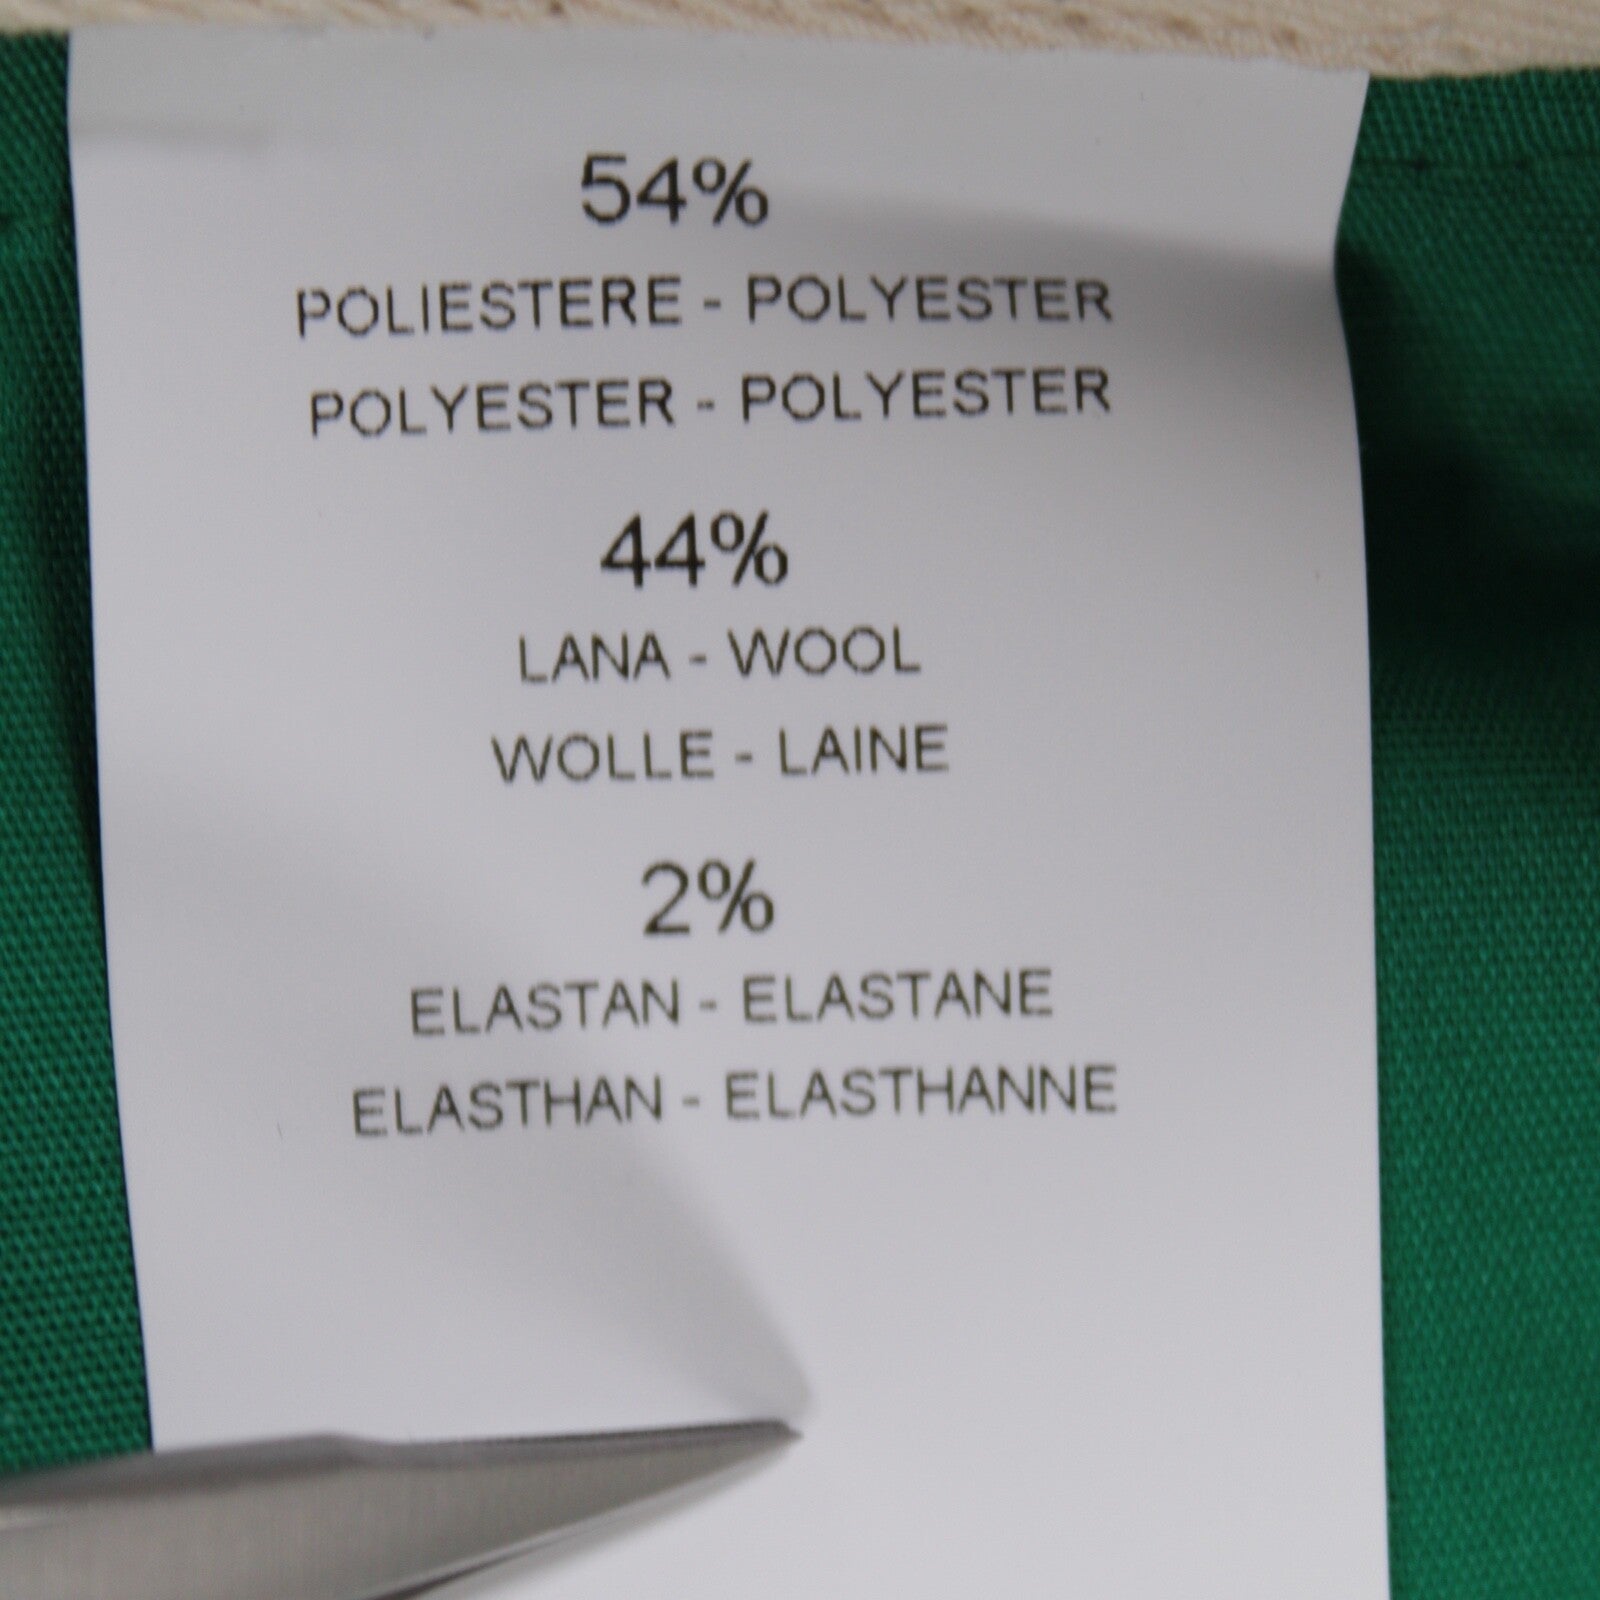 54%
POLIESTERE - POLYESTER
POLYESTER - POLYESTER
44%
LANA - WOOL
WOLLE - LAINE
2%
ELASTAN - ELASTANE
ELASTHAN - ELASTHANNE